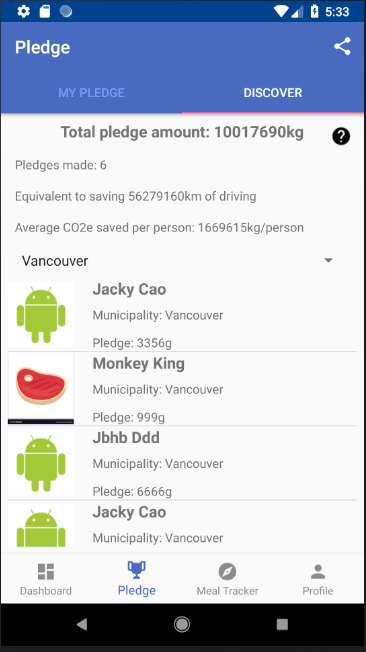 5:33
Pledge
MY PLEDGE
DISCOVER
Total pledge amount: 10017690kg
?
Pledges made: 6
Equivalent to saving 56279160km of driving
Average CO2e saved per person: 1669615kg/person
Vancouver
Jacky Cao
Municipality: Vancouver
Pledge: 3356g
Monkey King
Municipality: Vancouver
Pledge: 999g
Jbhb Ddd
Municipality: Vancouver
Pledge: 6666g
Jacky Cao
Municipality: Vancouver
Dashboard
Pledge
Meal Tracker
Profile